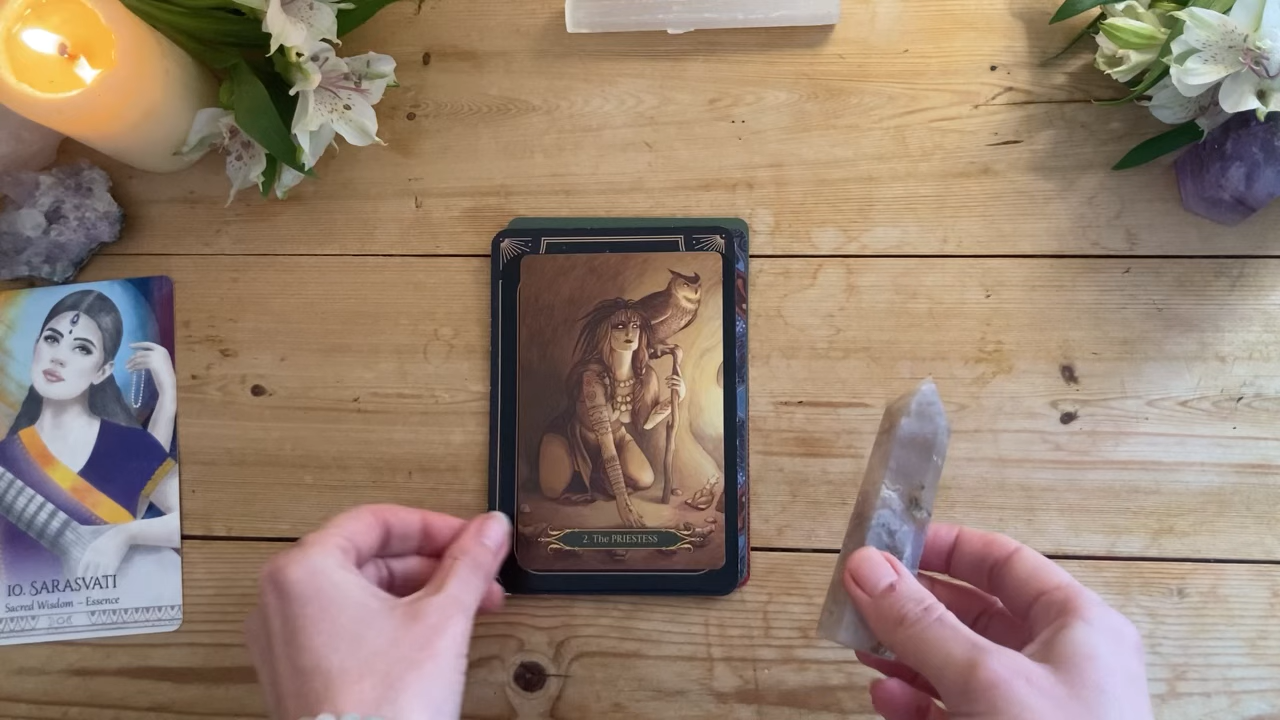 10. SARASVATI
Sacred Wisdom – Essence
2. The PRIESTESS